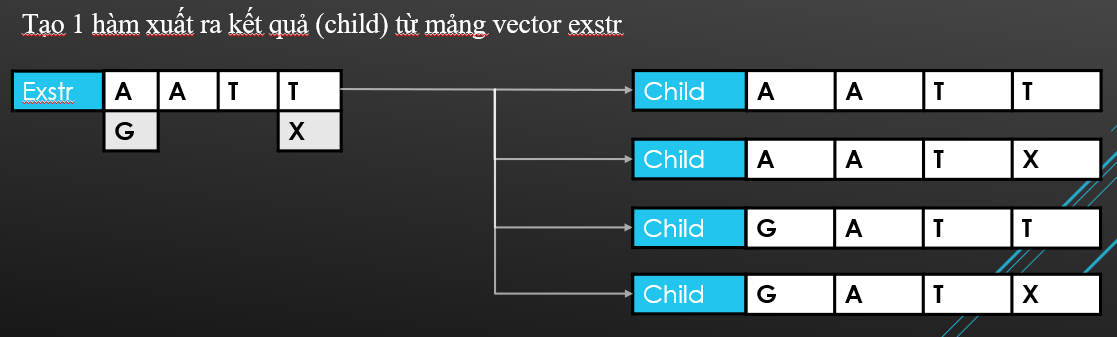 Tạo 1 hàm xuất ra kết quả (child) từ mảng vector exstr
Exstr A A T T
G X
Child A A T T
Child A A T X
Child G A T T
Child G A T X